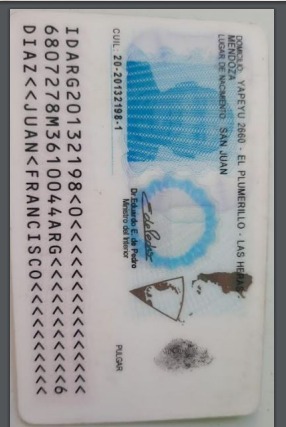 DOMICILIO: YAPEYU 2660 - EL PLUMERILLO - LAS HERAS
MENDOZA
LUGAR DE NACIMIENTO: SAN JUAN
CUIL: 20-20132198-1
Dr. Eduardo E. de Pedro
Ministro del Interior
PULGAR
IDARG20132198<0<<<<<<<<<<<<<<<
6807278M3610044ARG<<<<<<<<<<<6
DIAZ<<JUAN<FRANCISCO<<<<<<<<<<